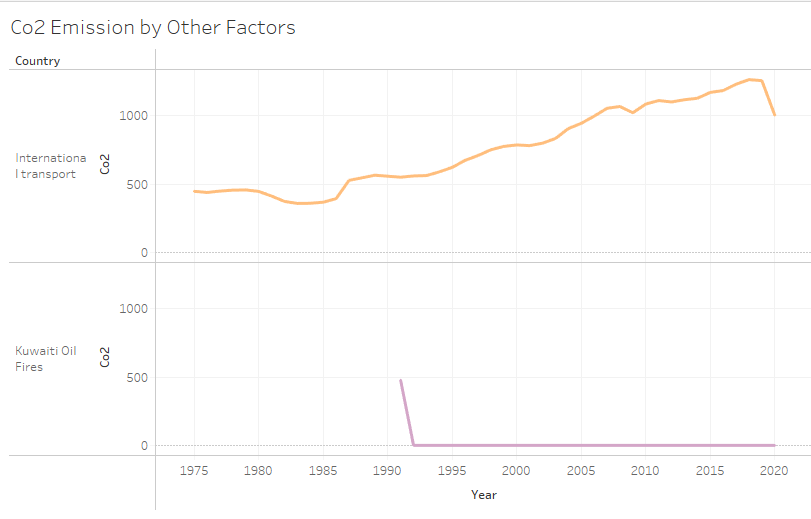 Co2 Emission by Other Factors
Country
Internationa
l transport
Co2
1000
500
0
Kuwaiti Oil
Fires
Co2
1000
500
0
1975 1980 1985 1990 1995 2000 2005 2010 2015 2020
Year